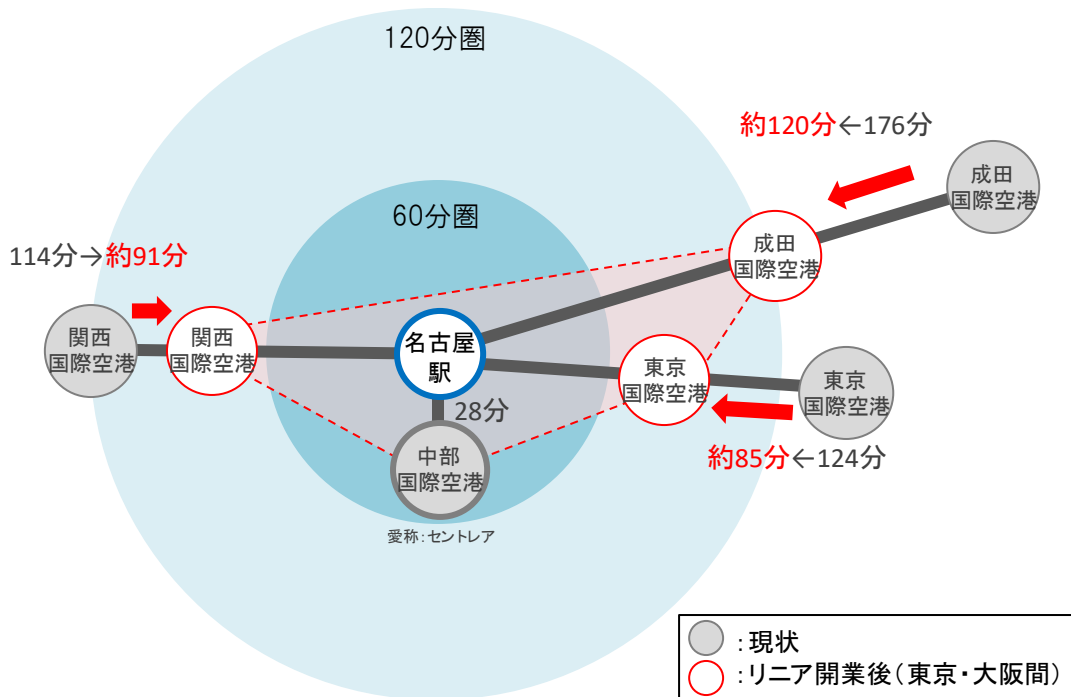 120分圏
約120分←176分
成田
国際空港
60分圏
成田
国際空港
114分→約91分
関西
国際空港
関西
国際空港
名古屋
駅
東京
国際空港
東京
国際空港
28分
中部
国際空港
約85分←124分
愛称：セントレア
：現状
：リニア開業後（東京・大阪間）